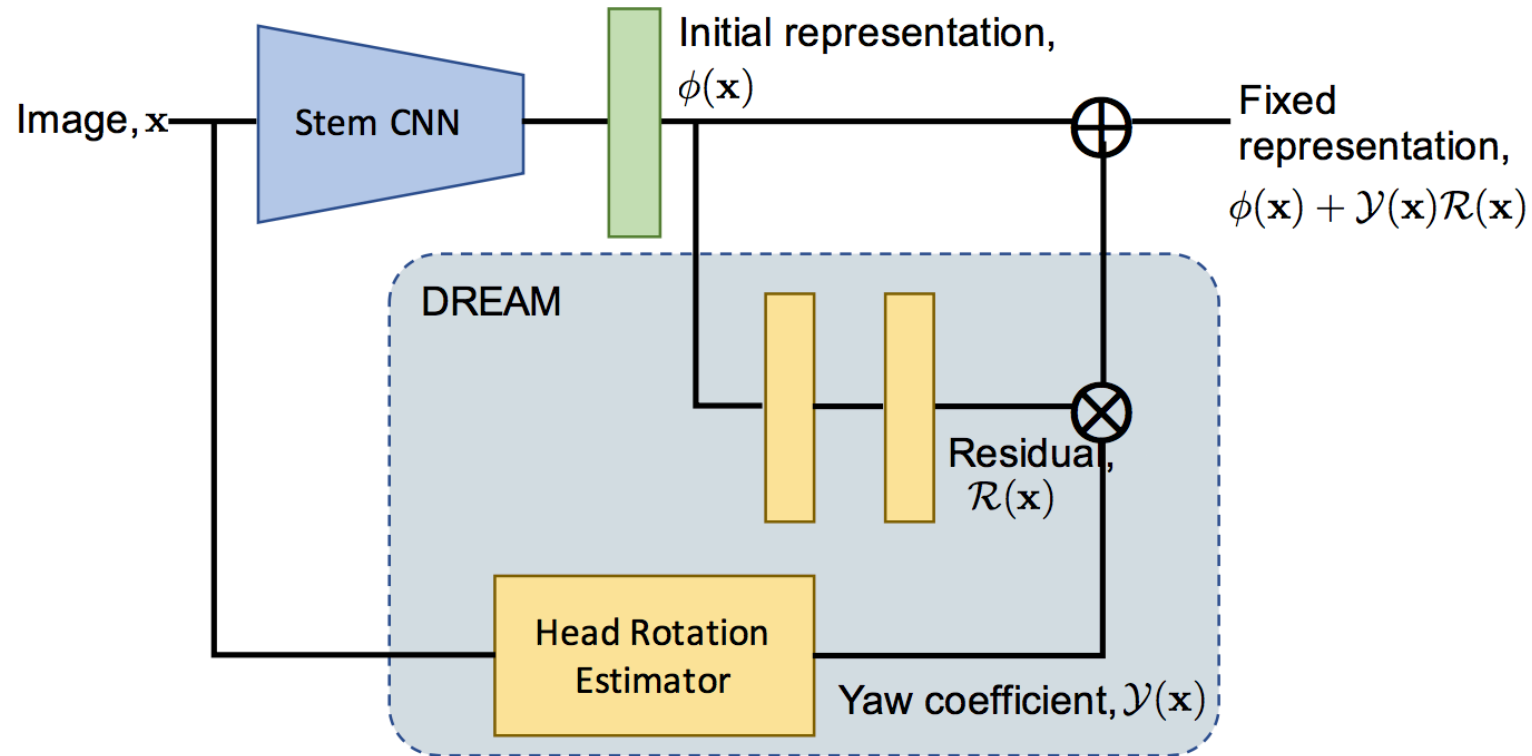 Initial representation,
ϕ(x)
Image, x
Stem CNN
Fixed
representation,
ϕ(x) + 𝒴(x)ℛ(x)
DREAM
Residual,
ℛ(x)
Head Rotation
Estimator
Yaw coefficient, 𝒴(x)